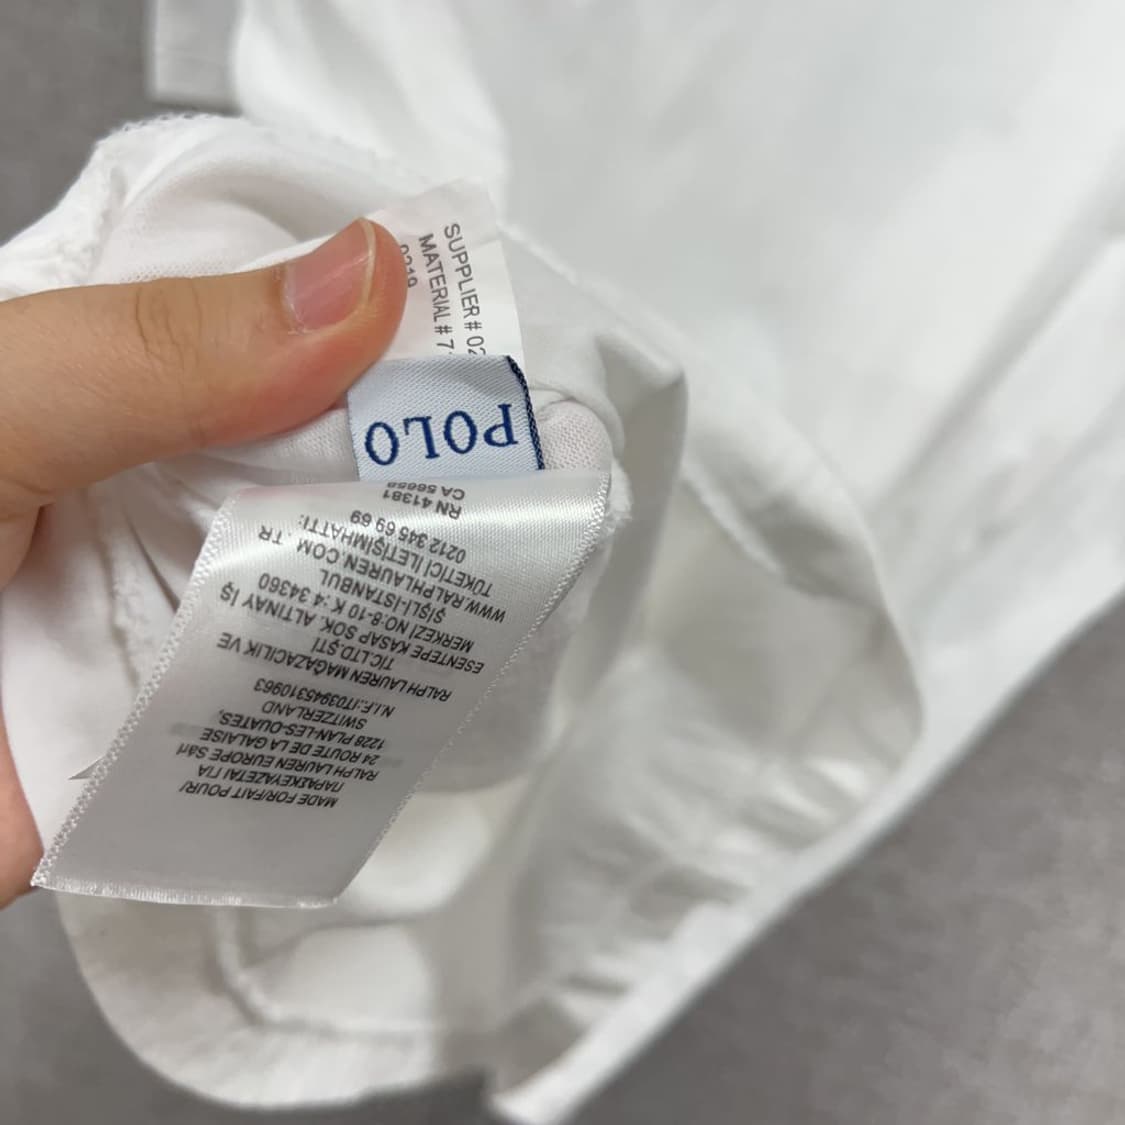 SUPPLIER # 02
MATERIAL # 7
0219
POLO
MADE FOR/FAIT POUR/
ΠΑΡΑΣΚΕΥΑΖΕΤΑΙ ΓΙΑ
RALPH LAUREN EUROPE Sàrl
24 ROUTE DE LA GALAISE
1228 PLAN-LES-OUATES,
SWITZERLAND
N.I.F.:IT03945310963
RALPH LAUREN MAĞAZACILIK VE
TİC.LTD.ŞTİ
ESENTEPE KASAP SOK. ALTINAY İŞ
MERKEZİ NO:8-10 K :4 34360
ŞİŞLİ-İSTANBUL
WWW.RALPHLAUREN.COM . TR
TÜKETİCİ İLETİŞİMHATTI:
0212 345 69 69
RN 41381
CA 56658